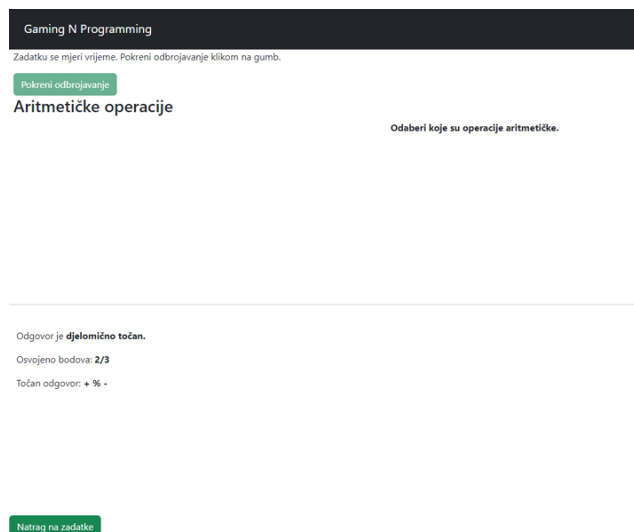 Gaming N Programming
Zadatku se mjeri vrijeme. Pokreni odbrojavanje klikom na gumb.
Pokreni odbrojavanje
Aritmetičke operacije
Odaberi koje su operacije aritmetičke.
Odgovor je djelomično točan.
Osvojeno bodova: 2/3
Točan odgovor: + % -
Natrag na zadatke